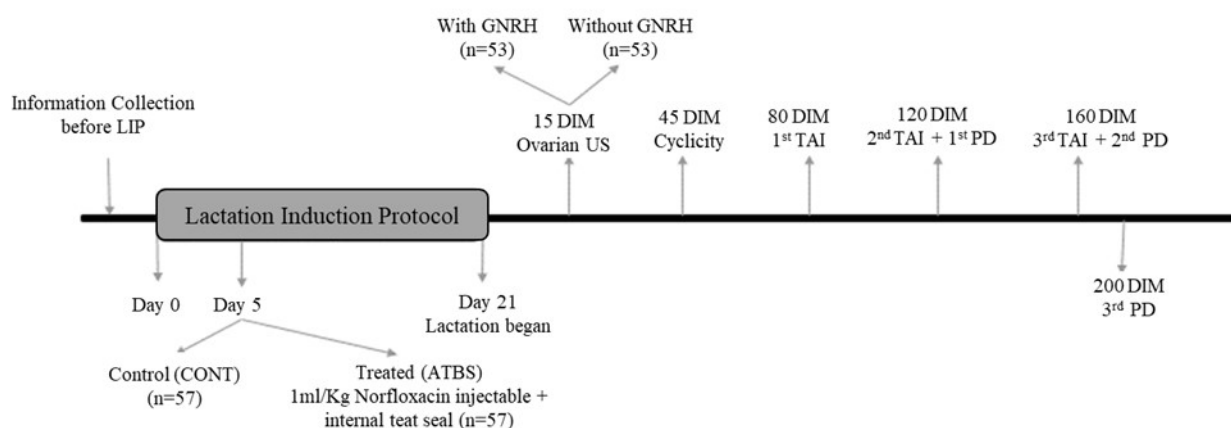 With GNRH
(n=53)
Without GNRH
(n=53)
Information Collection
before LIP
15 DIM
Ovarian US
45 DIM
Cyclicity
80 DIM
1st TAI
120 DIM
2nd TAI + 1st PD
160 DIM
3rd TAI + 2nd PD
Lactation Induction Protocol
Day 0
Day 5
Day 21
Lactation began
200 DIM
3rd PD
Control (CONT)
(n=57)
Treated (ATBS)
1ml/Kg Norfloxacin injectable +
internal teat seal (n=57)